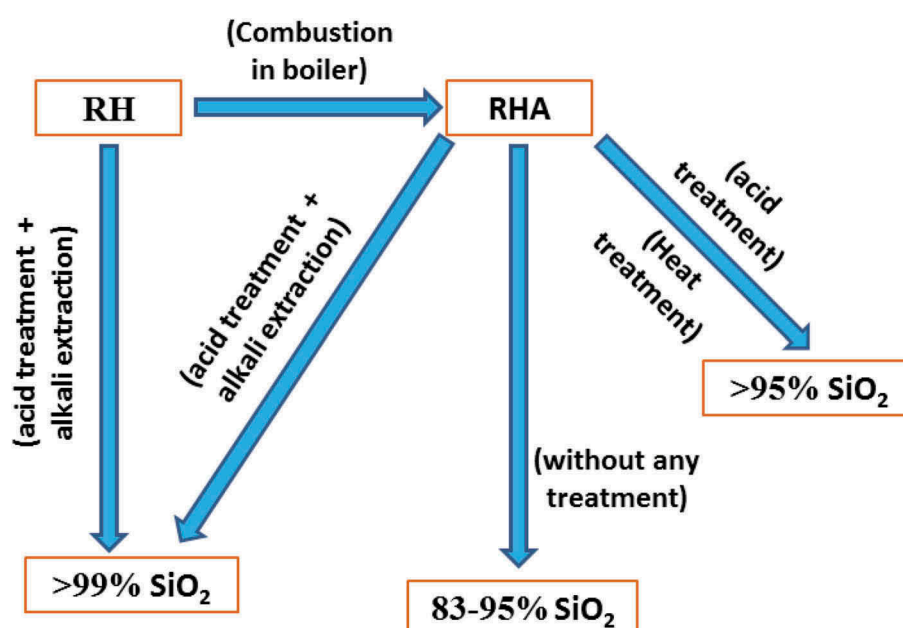 (Combustion
in boiler)
RH
RHA
(acid treatment +
alkali extraction)
(acid treatment +
alkali extraction)
(acid
treatment)
(Heat
treatment)
(without any
treatment)
>95% SiO₂
>99% SiO₂
83-95% SiO₂